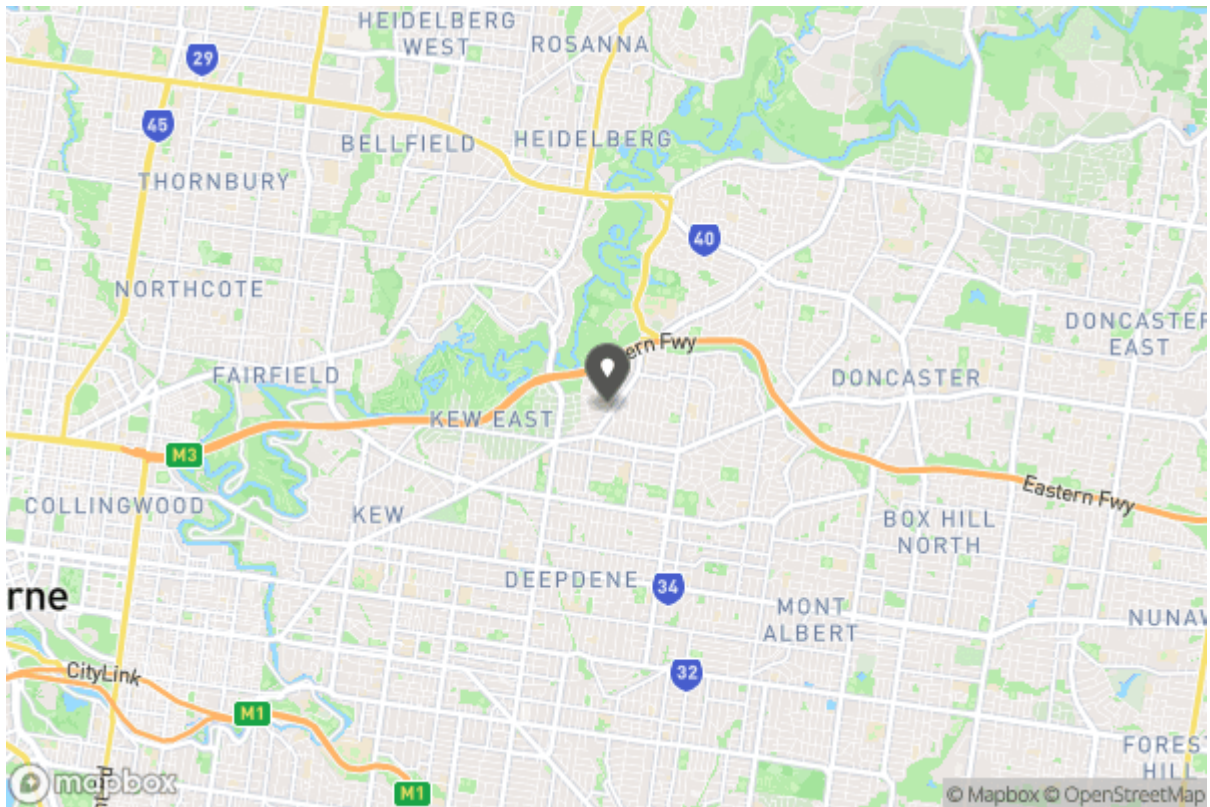 HEIDELBERG
WEST
ROSANNA
29
45
BELLFIELD
HEIDELBERG
THORNBURY
40
NORTHCOTE
DONCASTER
EAST
ern Fwy
FAIRFIELD
DONCASTER
KEW EAST
M3
COLLINGWOOD
KEW
Eastern Fwy
BOX HILL
NORTH
DEEPDENE
34
rne
MONT
ALBERT
NUNAW
CityLink
32
M1
FOREST
HILL
mapbox
M1
© Mapbox © OpenStreetMap